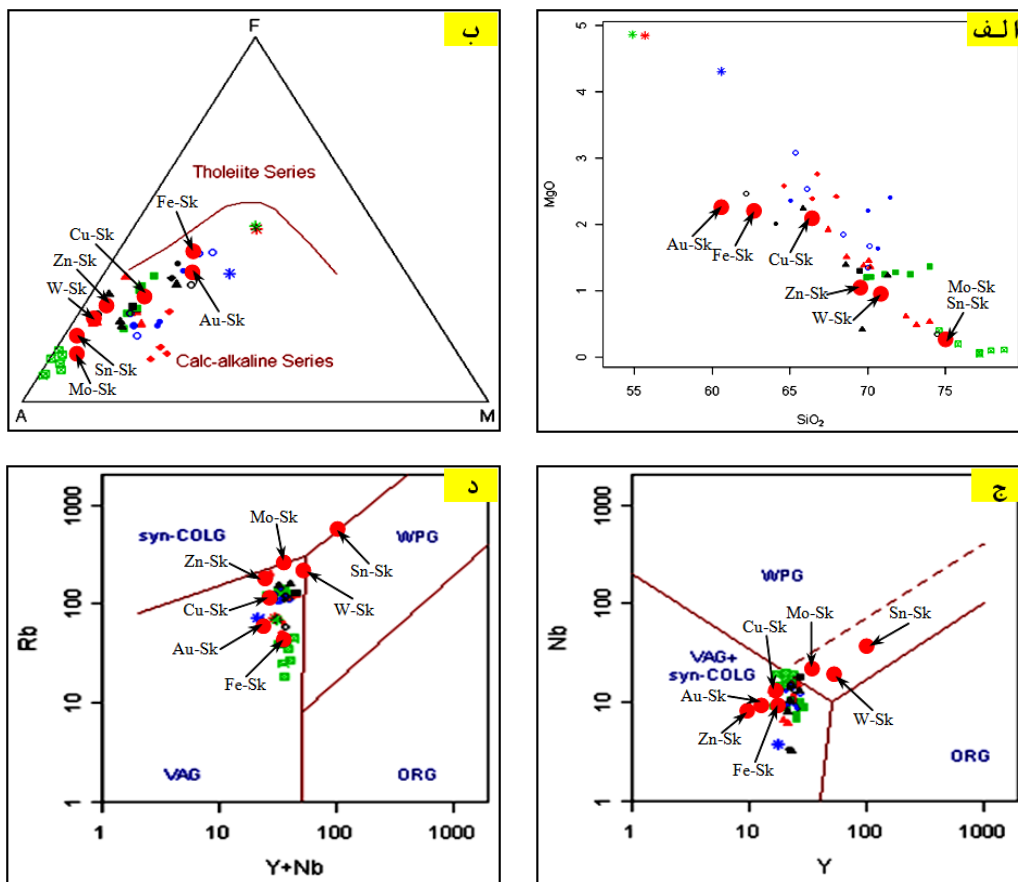 الف
MgO
5
4
3
2
1
0
55
60
65
70
75
SiO2
Au-Sk
Fe-Sk
Cu-Sk
Zn-Sk
W-Sk
Mo-Sk
Sn-Sk
ب
F
A
M
Tholeiite Series
Calc-alkaline Series
Fe-Sk
Cu-Sk
Zn-Sk
W-Sk
Au-Sk
Sn-Sk
Mo-Sk
ج
Nb
1000
100
10
1
1
10
100
1000
Y
WPG
VAG+
syn-COLG
ORG
Mo-Sk
Sn-Sk
Cu-Sk
Au-Sk
W-Sk
Zn-Sk
Fe-Sk
د
Rb
1000
100
10
1
1
10
100
1000
Y+Nb
syn-COLG
WPG
VAG
ORG
Mo-Sk
Zn-Sk
Sn-Sk
Cu-Sk
W-Sk
Au-Sk
Fe-Sk